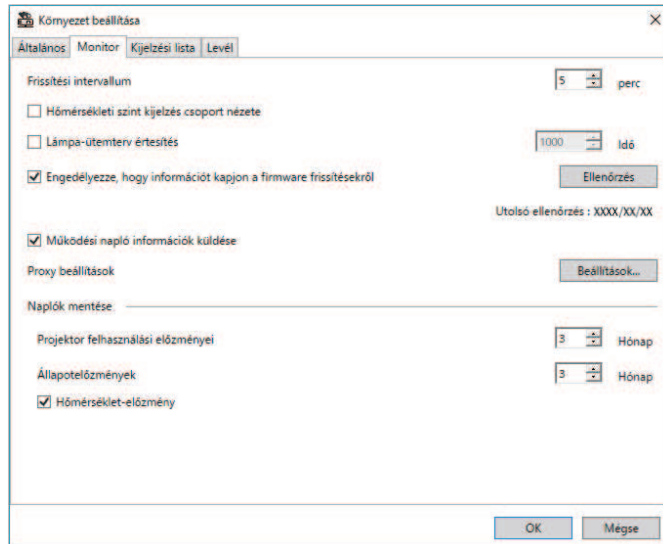 Környezet beállítása
Általános Monitor Kijelzési lista Levél
Frissítési intervallum 5 perc
Hőmérsékleti szint kijelzés csoport nézete
Lámpa-ütemterv értesítés 1000 Idő
Engedélyezze, hogy információt kapjon a firmware frissítésekről Ellenőrzés
Utolsó ellenőrzés : XXXX/XX/XX
Működési napló információk küldése
Proxy beállítások Beállítások...
Naplók mentése
Projektor felhasználási előzményei 3 Hónap
Állapotelőzmények 3 Hónap
Hőmérséklet-előzmény
OK Mégse